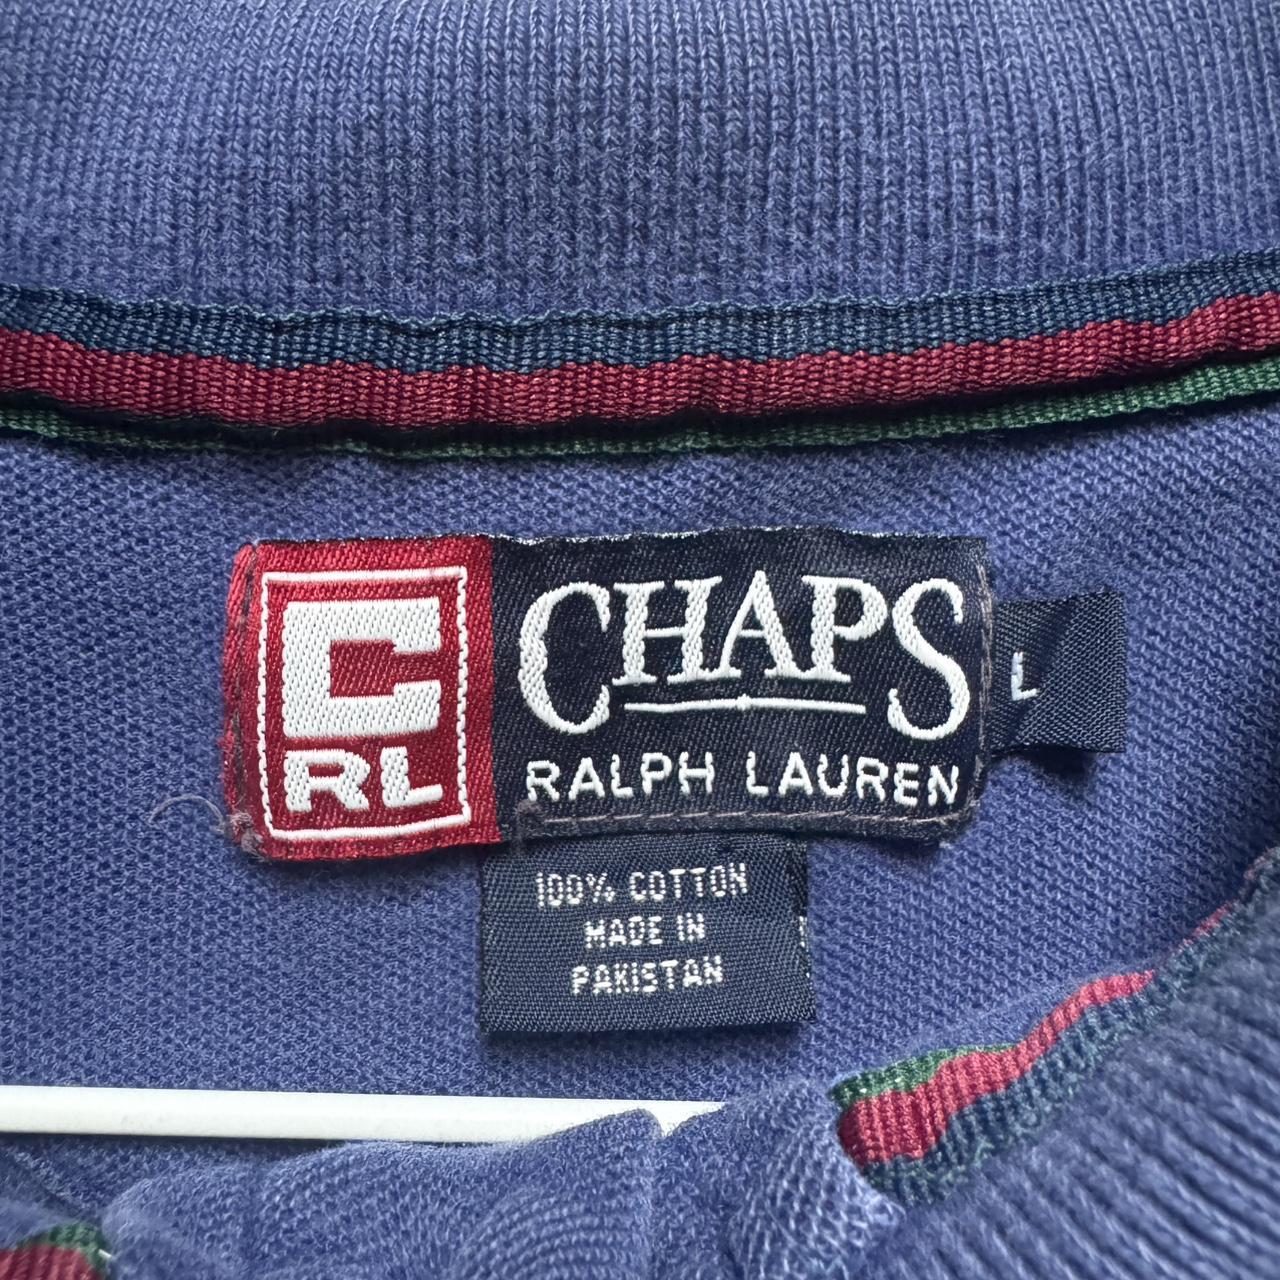 C
RL
CHAPS
RALPH LAUREN
L
100% COTTON
MADE IN
PAKISTAN